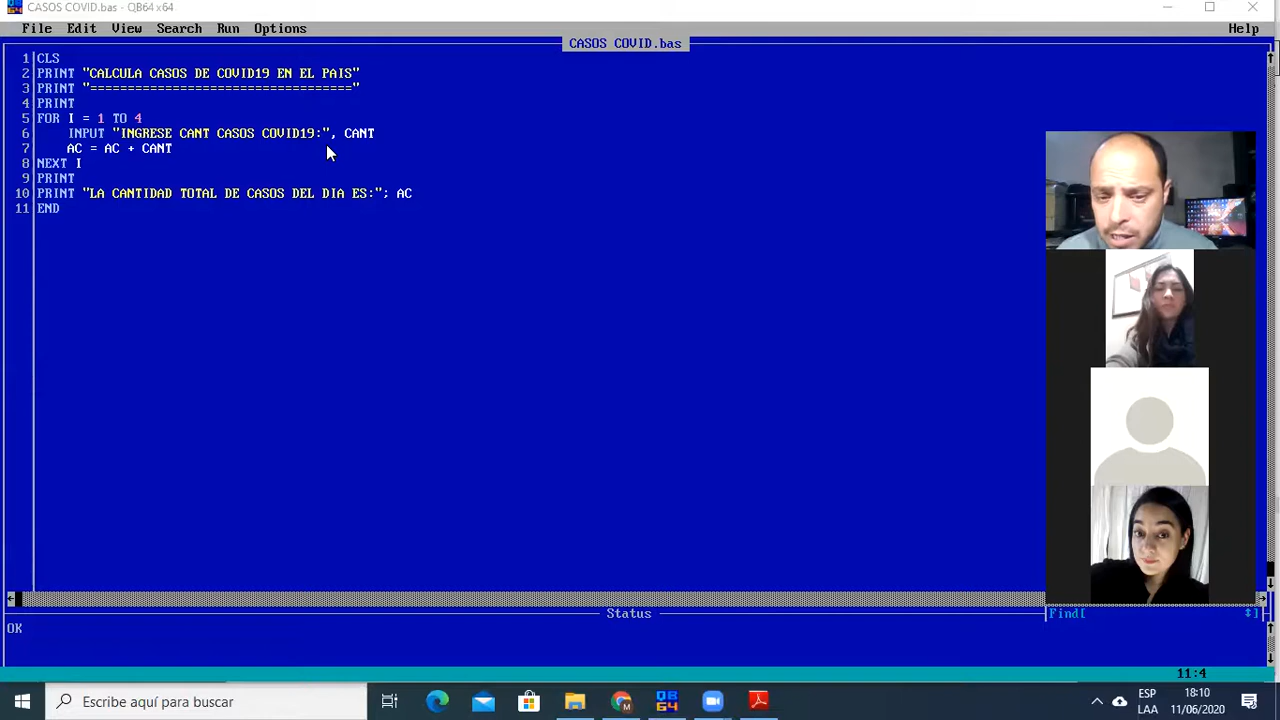 CASOS COVID.bas - QB64 x64
File Edit View Search Run Options Help
CASOS COVID.bas
1 CLS
2 PRINT "CALCULA CASOS DE COVID19 EN EL PAIS"
3 PRINT "==================================="
4 PRINT
5 FOR I = 1 TO 4
6 INPUT "INGRESE CANT CASOS COVID19:", CANT
7 AC = AC + CANT
8 NEXT I
9 PRINT
10 PRINT "LA CANTIDAD TOTAL DE CASOS DEL DIA ES:"; AC
11 END
Status
Find[ ]
OK
11:4
Escribe aquí para buscar
QB
64
M
ESP
LAA
18:10
11/06/2020